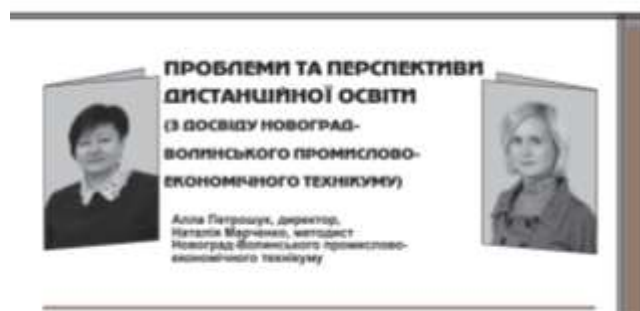 ПРОБЛЕМИ ТА ПЕРСПЕКТИВИ
ДИСТАНЦІЙНОЇ ОСВІТИ
(З ДОСВІДУ НОВОГРАД-
ВОЛИНСЬКОГО ПРОМИСЛОВО-
ЕКОНОМІЧНОГО ТЕХНІКУМУ)
Алла Петрощук, директор,
Наталія Марченко, методист
Новоград-Волинського промислово-
економічного технікуму